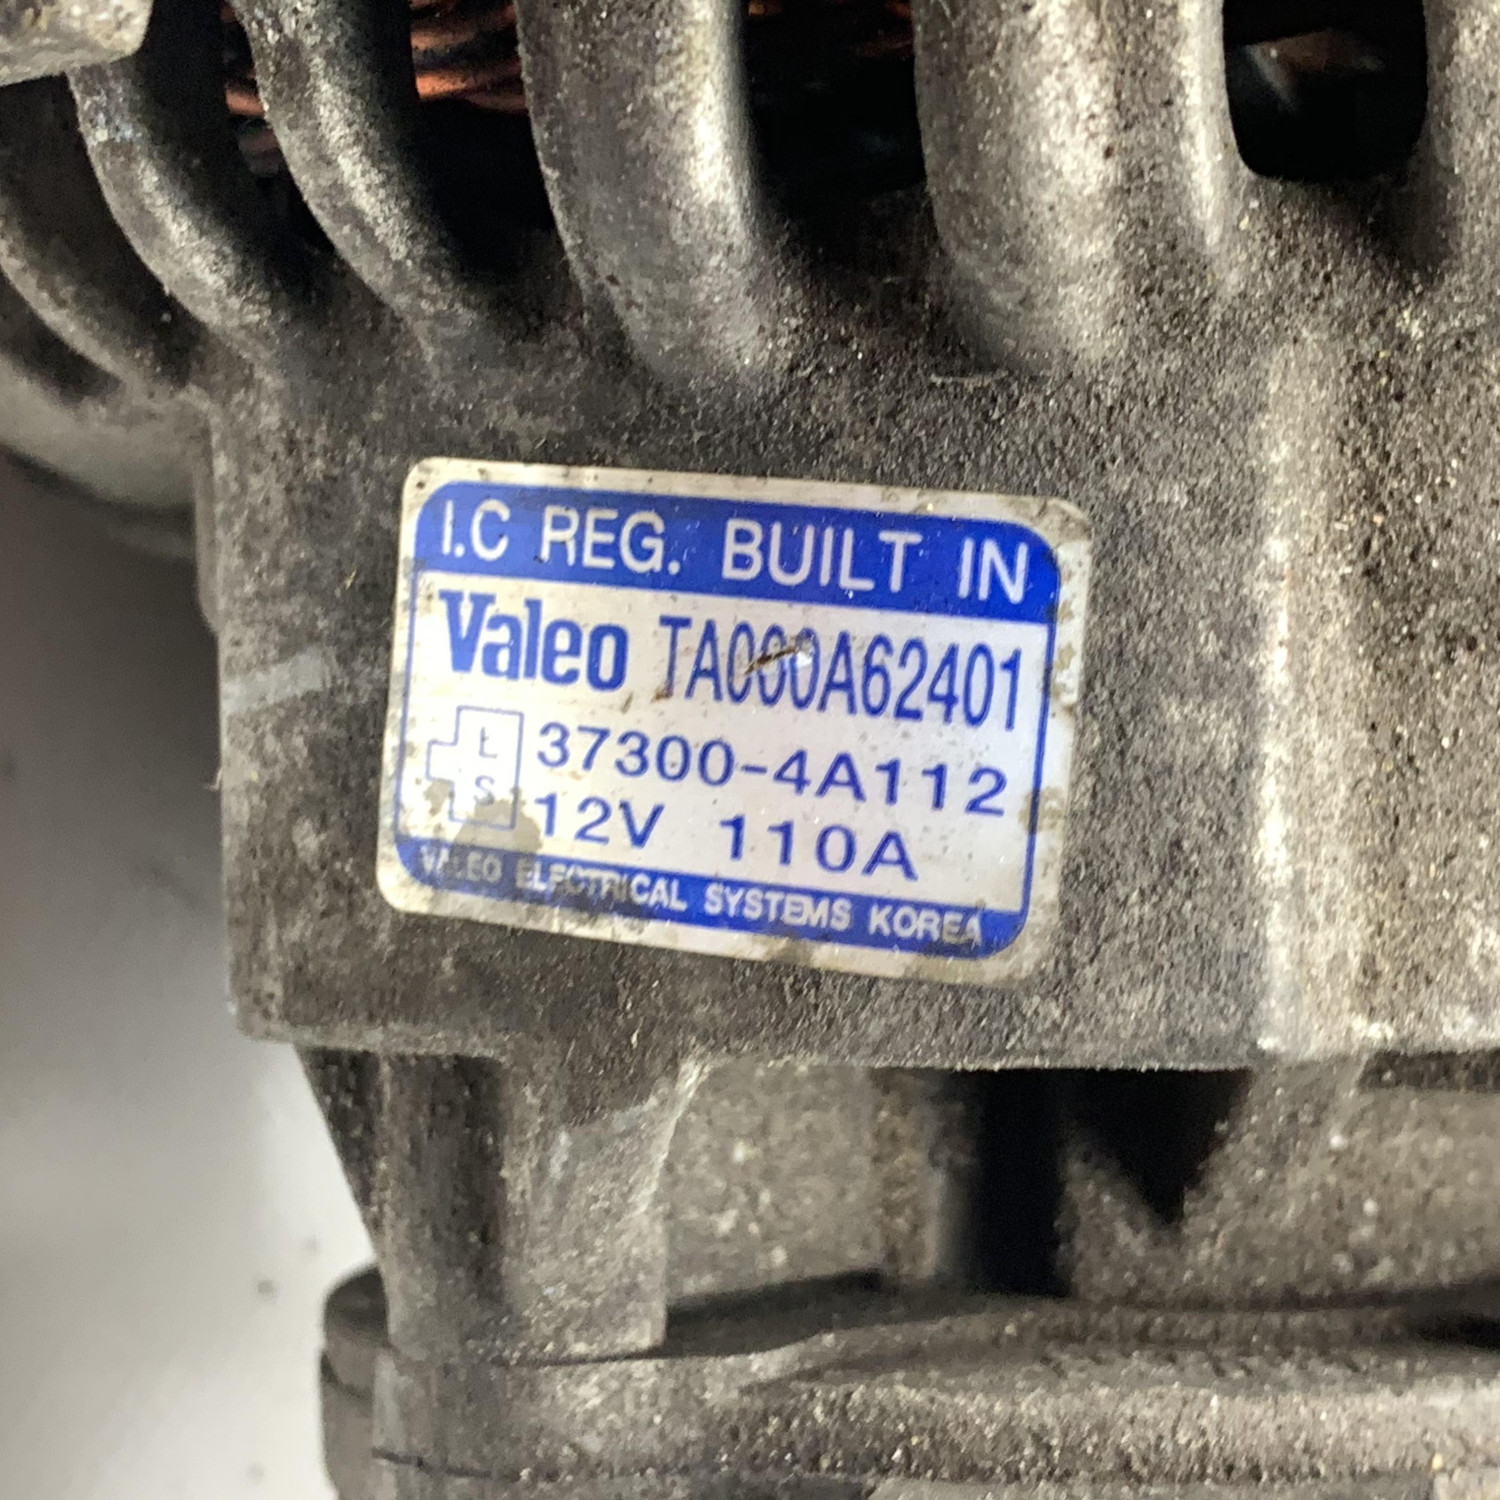 I.C REG. BUILT IN
Valeo TA000A62401
L 37300-4A112
S 12V 110A
VALEO ELECTRICAL SYSTEMS KOREA